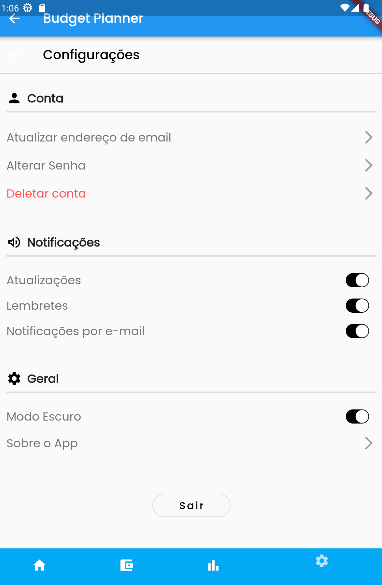 1:06
Budget Planner
DEBUG
Configurações
Conta
Atualizar endereço de email
Alterar Senha
Deletar conta
Notificações
Atualizações
Lembretes
Notificações por e-mail
Geral
Modo Escuro
Sobre o App
Sair